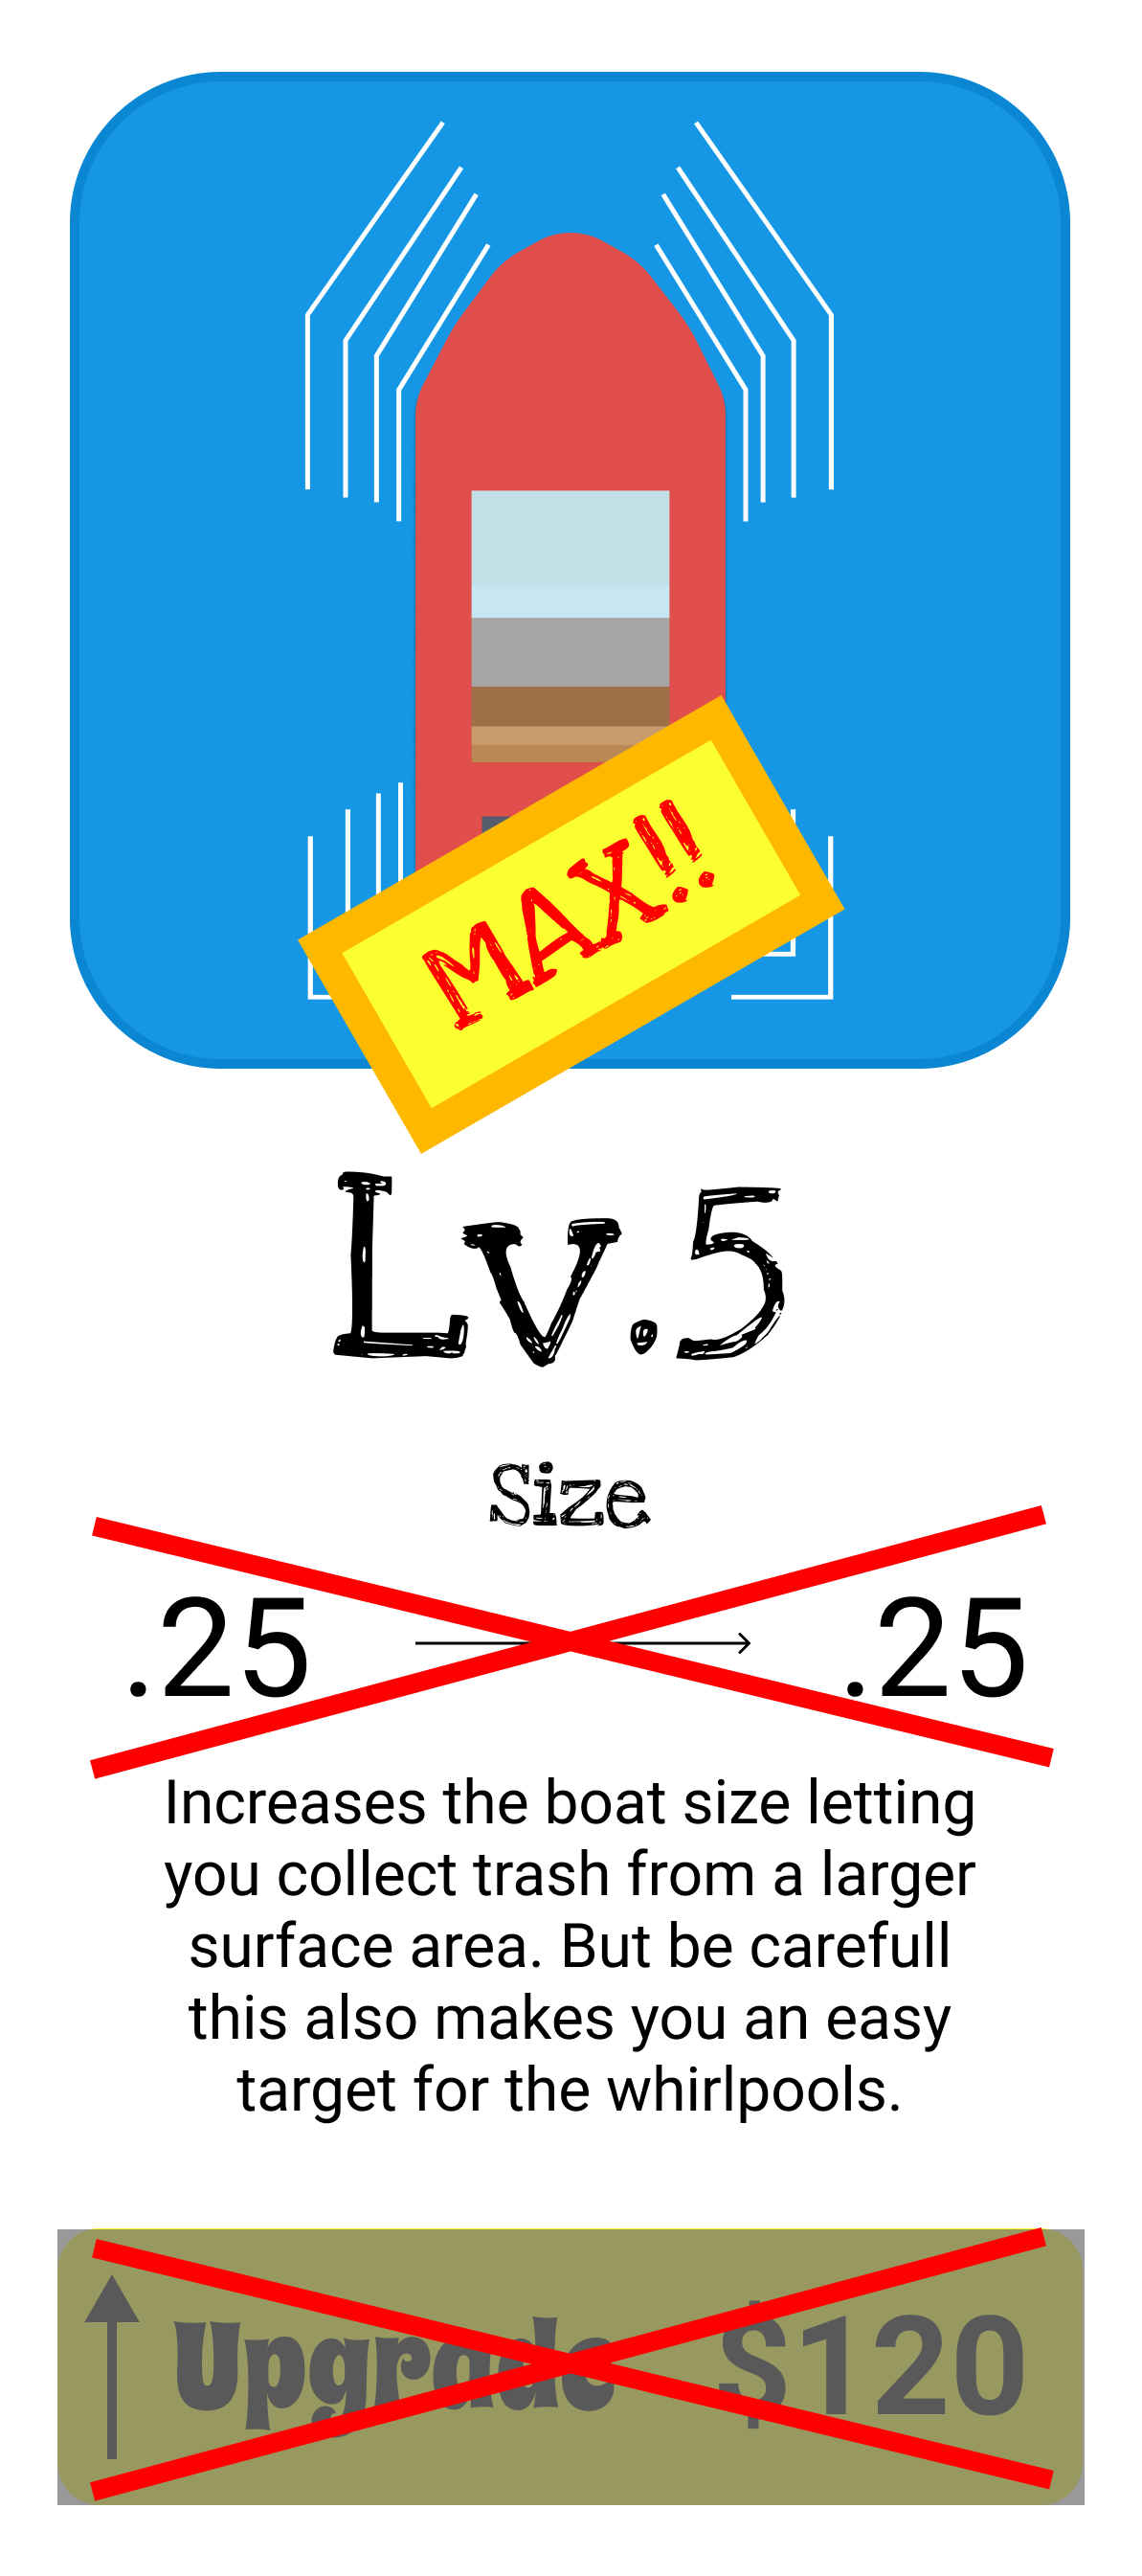 MAX!!
Lv.5
Size
.25 .25
Increases the boat size letting
you collect trash from a larger
surface area. But be carefull
this also makes you an easy
target for the whirlpools.
Upgrade $120